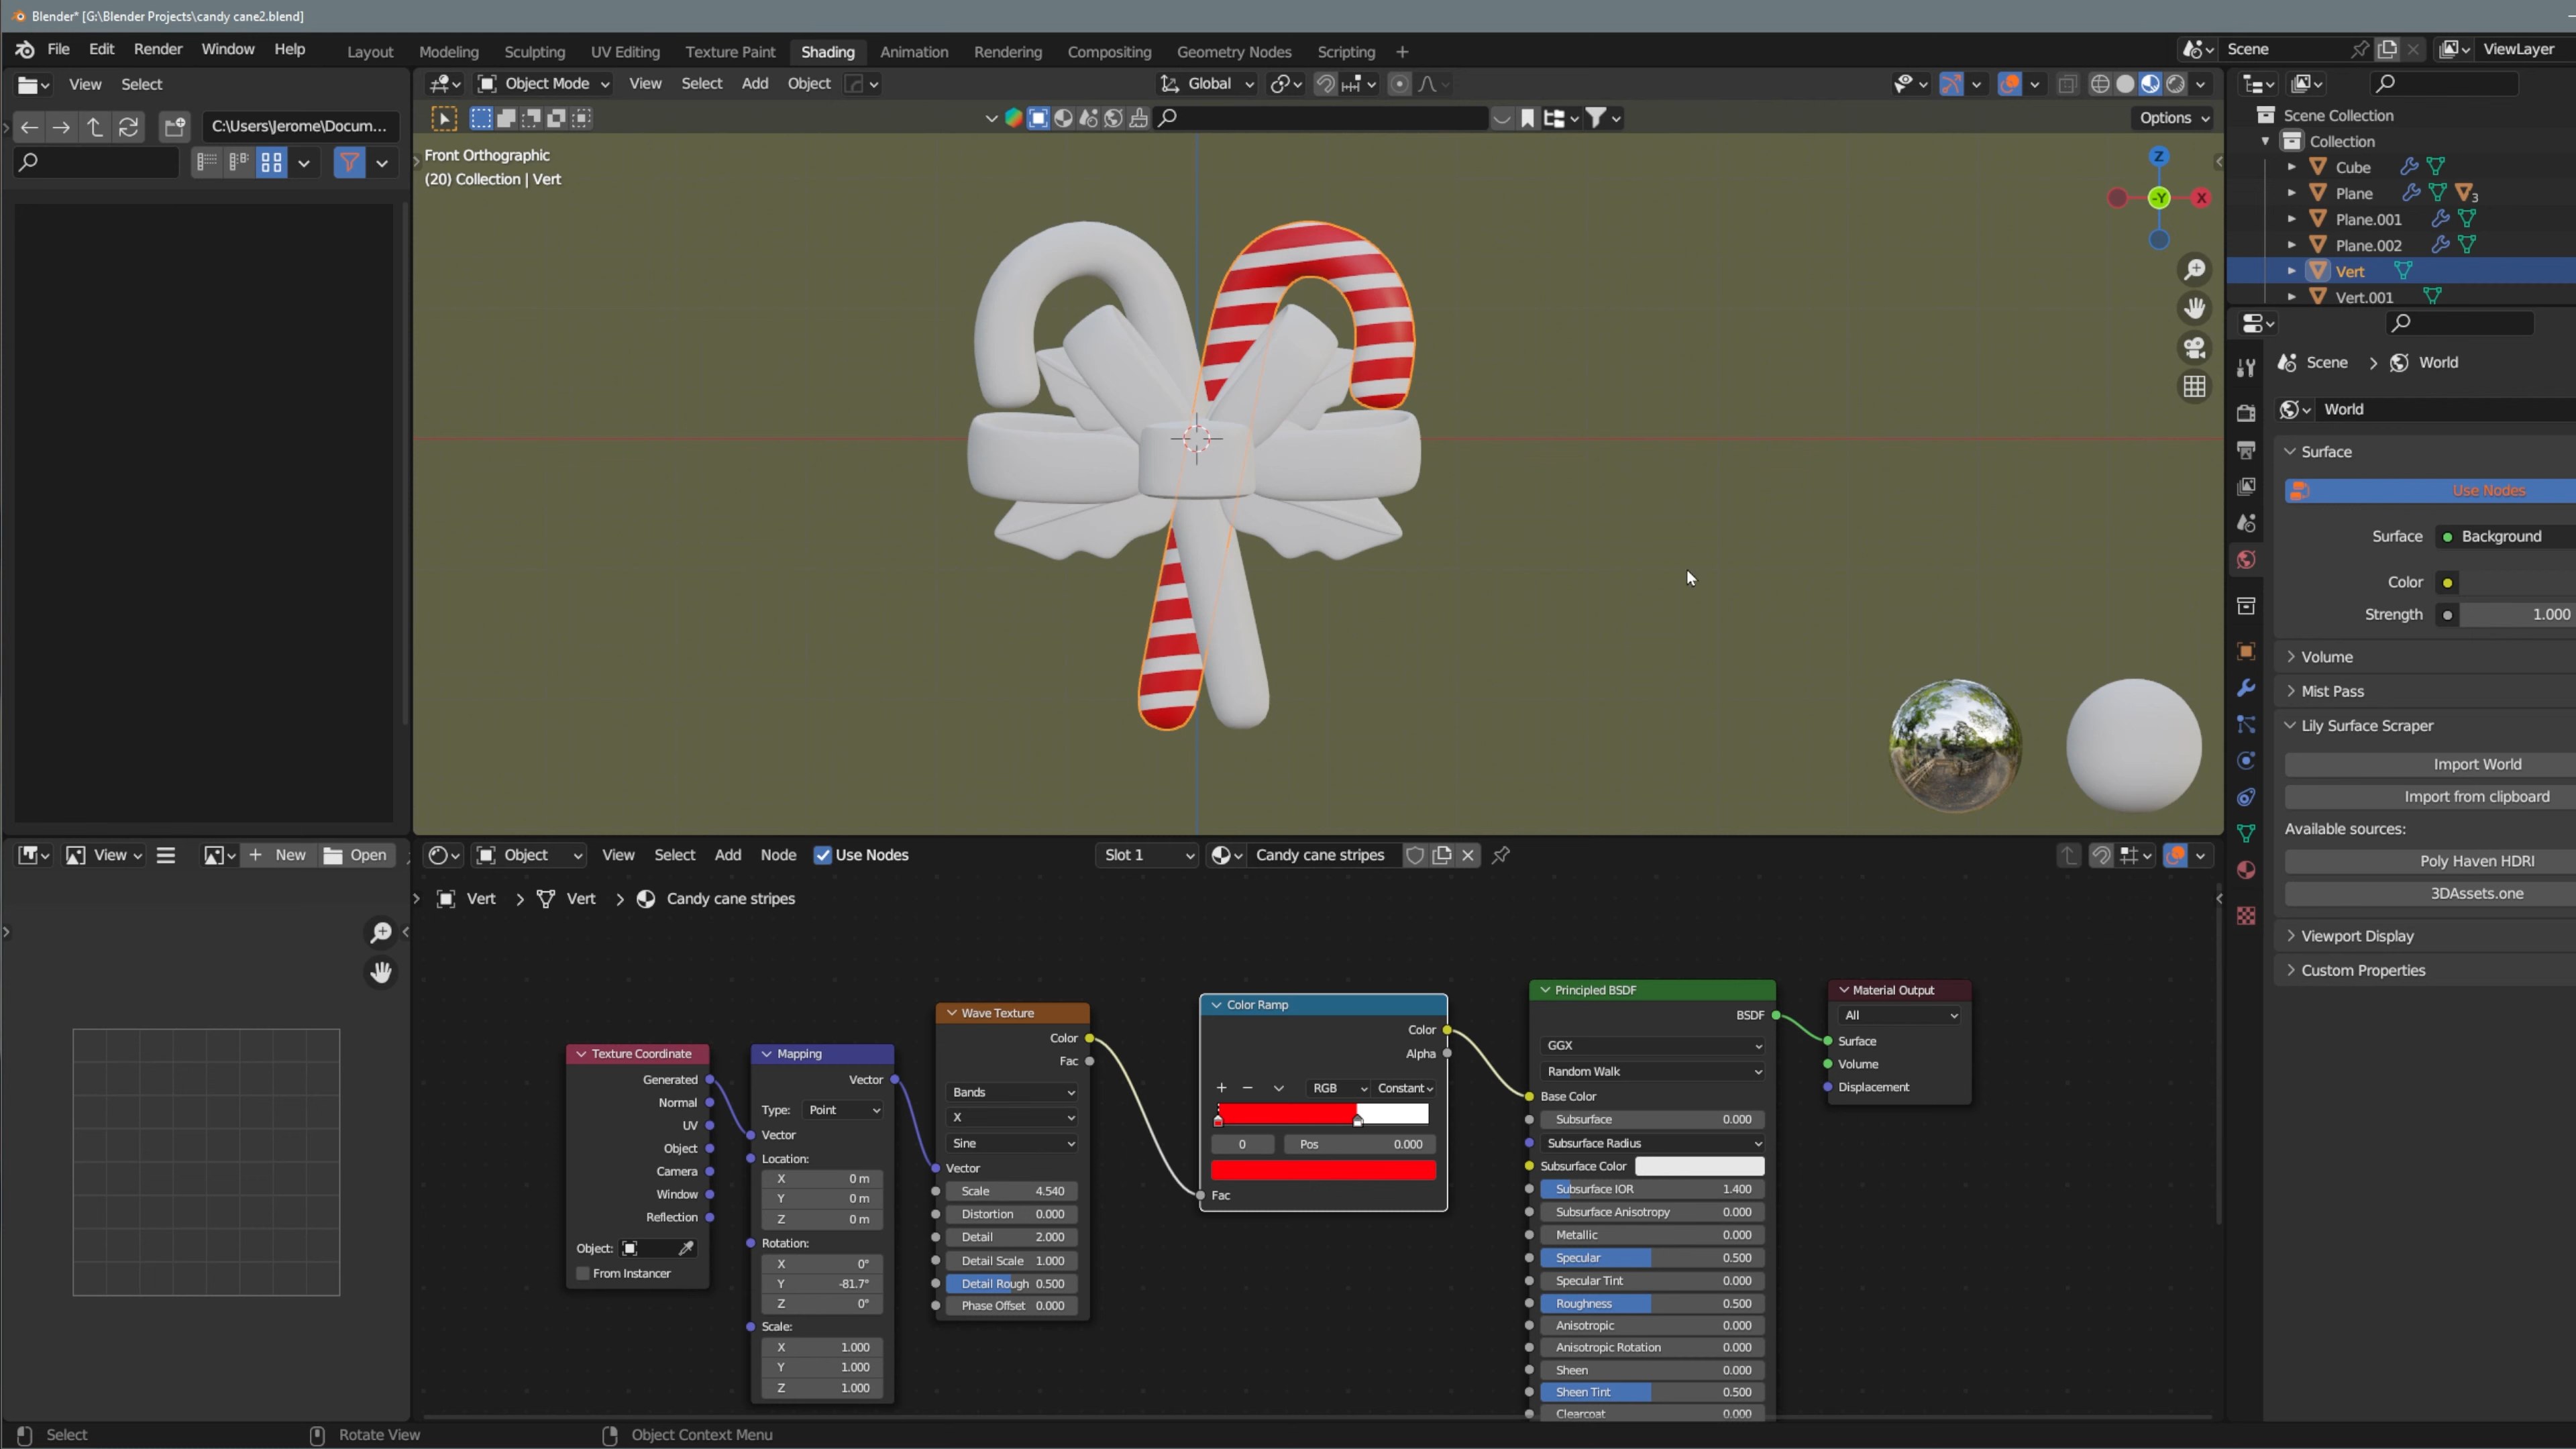 Blender* [G:\Blender Projects\candy cane2.blend]
File Edit Render Window Help Layout Modeling Sculpting UV Editing Texture Paint Shading Animation Rendering Compositing Geometry Nodes Scripting + Scene ViewLayer
View Select
Object Mode View Select Add Object Global
C:\Users\Jerome\Docum...
Options
Front Orthographic
(20) Collection | Vert
Z
-Y
X
Scene Collection
Collection
Cube
Plane 3
Plane.001
Plane.002
Vert
Vert.001
Scene > World
World
Surface
Use Nodes
Surface Background
Color
Strength 1.000
Volume
Mist Pass
Lily Surface Scraper
Import World
Import from clipboard
Available sources:
Poly Haven HDRI
3DAssets.one
Viewport Display
Custom Properties
View + New Open
Object View Select Add Node Use Nodes Slot 1 Candy cane stripes
Vert > Vert > Candy cane stripes
Texture Coordinate
Generated
Normal
UV
Object
Camera
Window
Reflection
Object:
From Instancer
Mapping
Vector
Type: Point
Vector
Location:
X 0 m
Y 0 m
Z 0 m
Rotation:
X 0°
Y -81.7°
Z 0°
Scale:
X 1.000
Y 1.000
Z 1.000
Wave Texture
Color
Fac
Bands
X
Sine
Vector
Scale 4.540
Distortion 0.000
Detail 2.000
Detail Scale 1.000
Detail Rough 0.500
Phase Offset 0.000
Color Ramp
Color
Alpha
+ − RGB Constant
0 Pos 0.000
Fac
Principled BSDF
BSDF
GGX
Random Walk
Base Color
Subsurface 0.000
Subsurface Radius
Subsurface Color
Subsurface IOR 1.400
Subsurface Anisotropy 0.000
Metallic 0.000
Specular 0.500
Specular Tint 0.000
Roughness 0.500
Anisotropic 0.000
Anisotropic Rotation 0.000
Sheen 0.000
Sheen Tint 0.500
Clearcoat 0.000
Material Output
All
Surface
Volume
Displacement
Select Rotate View Object Context Menu